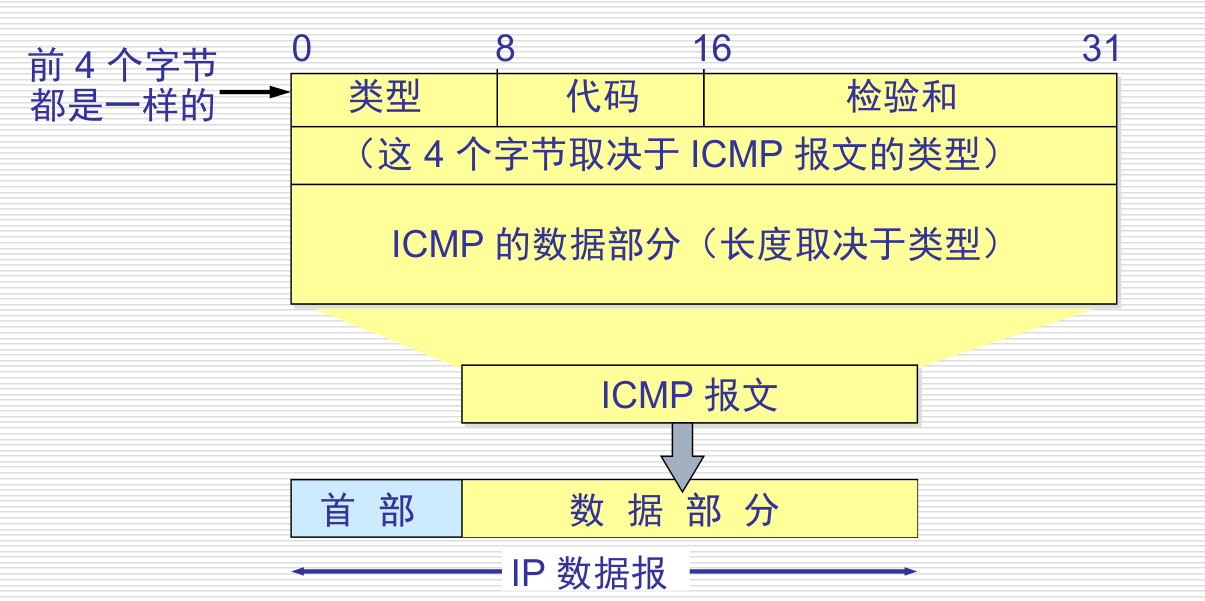 0 8 16 31
前 4 个字节
都是一样的
类型 代码 检验和
（这 4 个字节取决于 ICMP 报文的类型）
ICMP 的数据部分（长度取决于类型）
ICMP 报文
首 部 数 据 部 分
IP 数据报